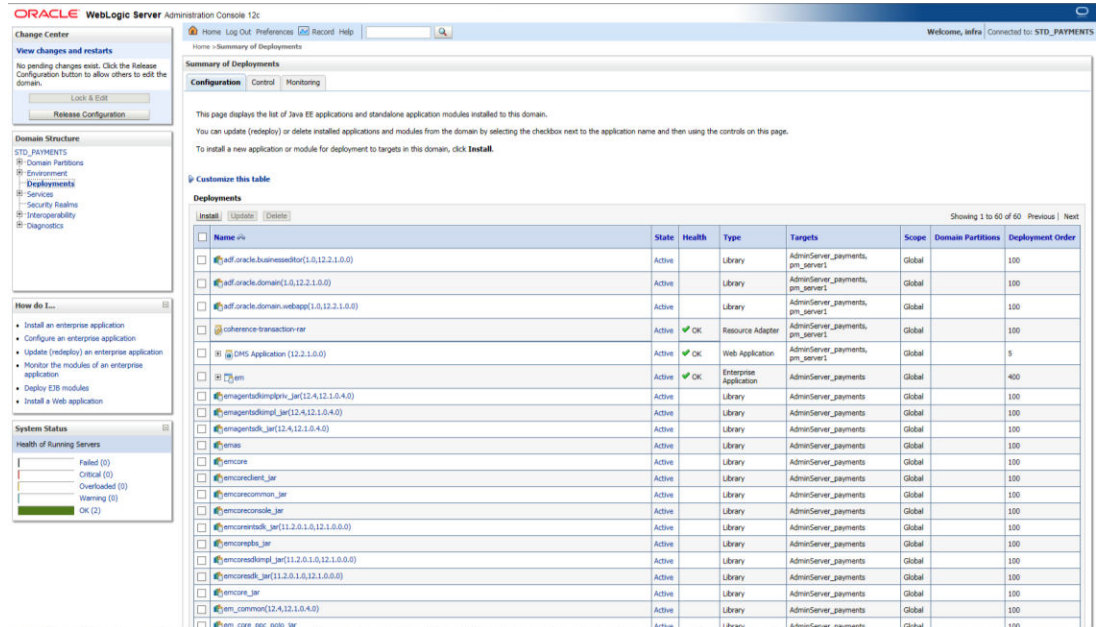 ORACLE WebLogic Server Administration Console 12c
Change Center
View changes and restarts
No pending changes exist. Click the Release
Configuration button to allow others to edit the
domain.
Lock & Edit
Release Configuration
Domain Structure
STD_PAYMENTS
Domain Partitions
Environment
Deployments
Services
Security Realms
Interoperability
Diagnostics
How do I...
Install an enterprise application
Configure an enterprise application
Update (redeploy) an enterprise application
Monitor the modules of an enterprise
application
Deploy EJB modules
Install a Web application
System Status
Health of Running Servers
Failed (0)
Critical (0)
Overloaded (0)
Warning (0)
OK (2)
Home Log Out Preferences Record Help
Welcome, infra Connected to: STD_PAYMENTS
Home >Summary of Deployments
Summary of Deployments
Configuration Control Monitoring
This page displays the list of Java EE applications and standalone application modules installed to this domain.
You can update (redeploy) or delete installed applications and modules from the domain by selecting the checkbox next to the application name and then using the controls on this page.
To install a new application or module for deployment to targets in this domain, click Install.
Customize this table
Deployments
Install Update Delete Showing 1 to 60 of 60 Previous | Next
Name State Health Type Targets Scope Domain Partitions Deployment Order
adf.oracle.businesseditor(1.0,12.2.1.0.0) Active Library AdminServer_payments, pm_server1 Global 100
adf.oracle.domain(1.0,12.2.1.0.0) Active Library AdminServer_payments, pm_server1 Global 100
adf.oracle.domain.webapp(1.0,12.2.1.0.0) Active Library AdminServer_payments, pm_server1 Global 100
coherence-transaction-rar Active OK Resource Adapter AdminServer_payments, pm_server1 Global 100
DMS Application (12.2.1.0.0) Active OK Web Application AdminServer_payments, pm_server1 Global 5
em Active OK Enterprise Application AdminServer_payments Global 400
emagentsdkimplpriv_jar(12.4,12.1.0.4.0) Active Library AdminServer_payments Global 100
emagentsdkimpl_jar(12.4,12.1.0.4.0) Active Library AdminServer_payments Global 100
emagentsdk_jar(12.4,12.1.0.4.0) Active Library AdminServer_payments Global 100
emas Active Library AdminServer_payments Global 100
emcore Active Library AdminServer_payments Global 100
emcoreclient_jar Active Library AdminServer_payments Global 100
emcorecommon_jar Active Library AdminServer_payments Global 100
emcoreconsole_jar Active Library AdminServer_payments Global 100
emcoreintsdk_jar(11.2.0.1.0,12.1.0.0.0) Active Library AdminServer_payments Global 100
emcorepbs_jar Active Library AdminServer_payments Global 100
emcoresdkimpl_jar(11.2.0.1.0,12.1.0.0.0) Active Library AdminServer_payments Global 100
emcoresdk_jar(11.2.0.1.0,12.1.0.0.0) Active Library AdminServer_payments Global 100
emcore_jar Active Library AdminServer_payments Global 100
em_common(12.4,12.1.0.4.0) Active Library AdminServer_payments Global 100
Active Library AdminServer_payments Global 100